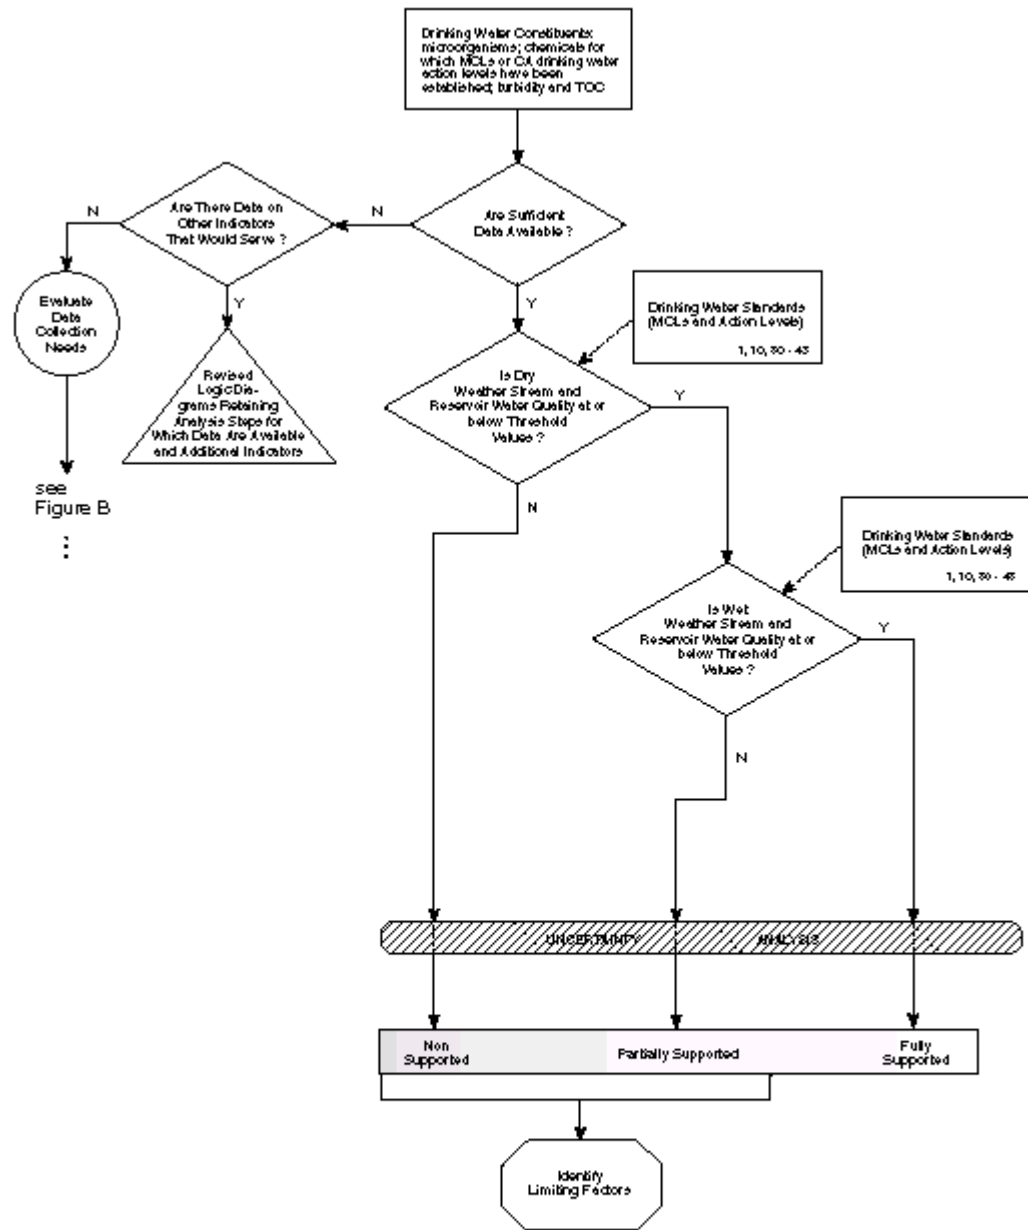 Drinking Water Constituents:
microorganisms; chemicals for
which MCLs or CA drinking water
action levels have been
established; turbidity and TOC
Are There Data on
Other Indicators
That Would Serve ?
N
N
Are Sufficient
Data Available ?
Y
Y
Evaluate
Data
Collection
Needs
Drinking Water Standards
(MCLs and Action Levels)
1, 10, 30 - 43
Revised
Logic Dia-
grams Retaining
Analysis Steps for
Which Data Are Available
and Additional Indicators
Is Dry
Weather Stream and
Reservoir Water Quality at or
below Threshold
Values ?
Y
N
see
Figure B
...
Drinking Water Standards
(MCLs and Action Levels)
1, 10, 30 - 43
Is Wet
Weather Stream and
Reservoir Water Quality at or
below Threshold
Values ?
Y
N
UNCERTAINTY ANALYSIS
Non
Supported
Partially Supported
Fully
Supported
Identify
Limiting Factors